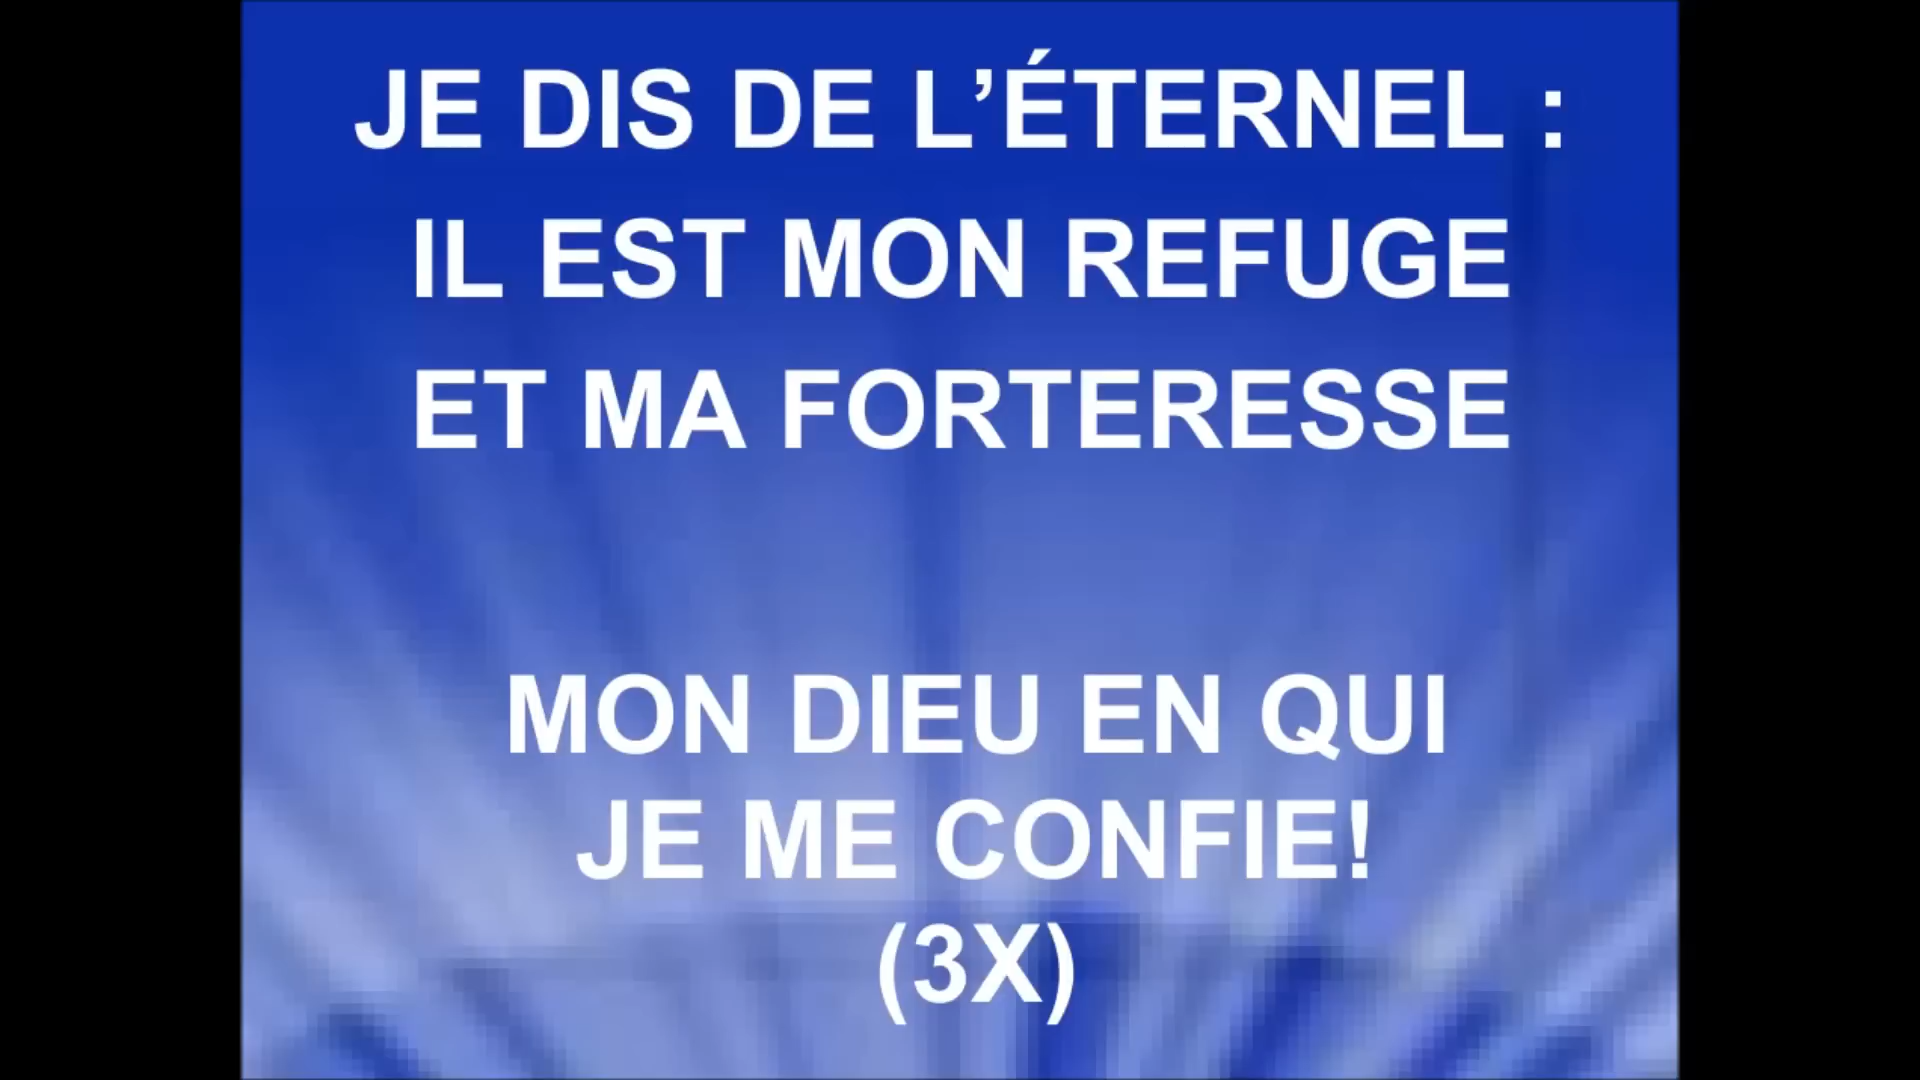 JE DIS DE L’ÉTERNEL :
IL EST MON REFUGE
ET MA FORTERESSE
MON DIEU EN QUI
JE ME CONFIE!
(3X)